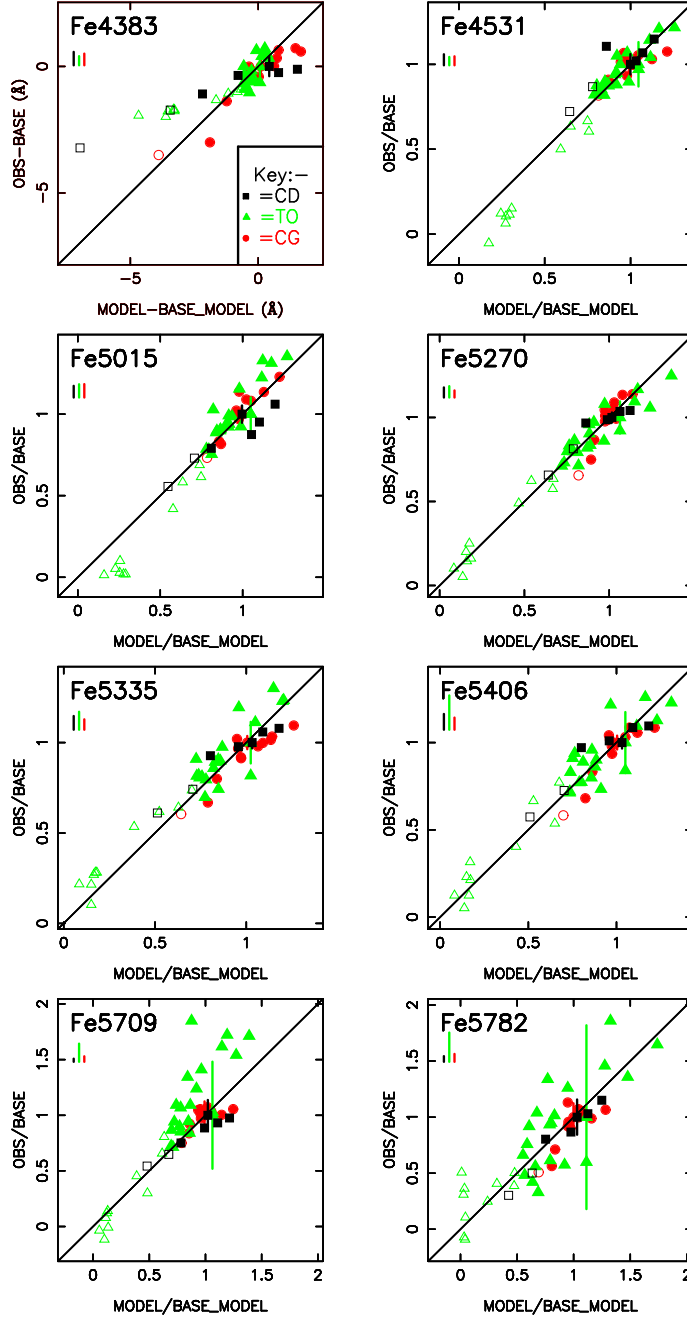 Fe4383
OBS−BASE (Å)
0
−5
Key:−
=CD
=TO
=CG
−5 0
MODEL−BASE_MODEL (Å)
Fe4531
OBS/BASE
1
0.5
0
0 0.5 1
MODEL/BASE_MODEL
Fe5015
OBS/BASE
1
0.5
0
0 0.5 1
MODEL/BASE_MODEL
Fe5270
OBS/BASE
1
0.5
0
0 0.5 1
MODEL/BASE_MODEL
Fe5335
OBS/BASE
1
0.5
0
0 0.5 1
MODEL/BASE_MODEL
Fe5406
OBS/BASE
1
0.5
0
0 0.5 1
MODEL/BASE_MODEL
Fe5709
OBS/BASE
2
1.5
1
0.5
0
0 0.5 1 1.5 2
MODEL/BASE_MODEL
Fe5782
OBS/BASE
2
1.5
1
0.5
0
0 0.5 1 1.5 2
MODEL/BASE_MODEL